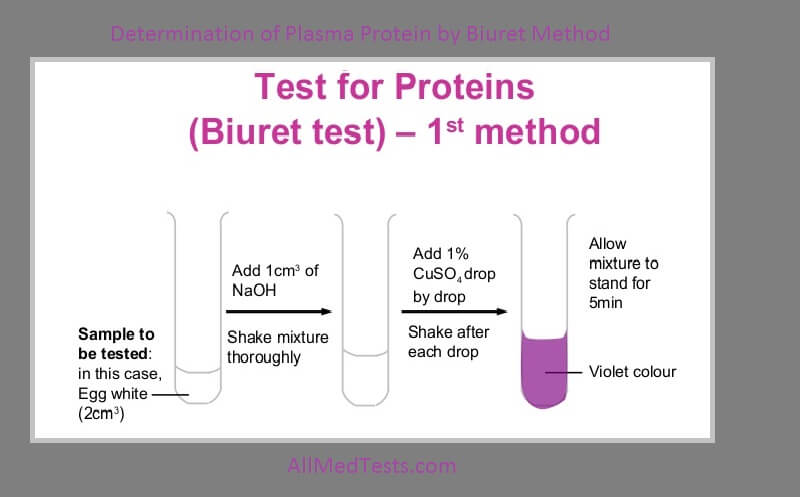 Determination of Plasma Protein by Biuret Method
Test for Proteins
(Biuret test) – 1st method
Sample to
be tested:
in this case,
Egg white
(2cm³)
Add 1cm³ of
NaOH
Shake mixture
thoroughly
Add 1%
CuSO₄ drop
by drop
Shake after
each drop
Allow
mixture to
stand for
5min
Violet colour
AllMedTests.com